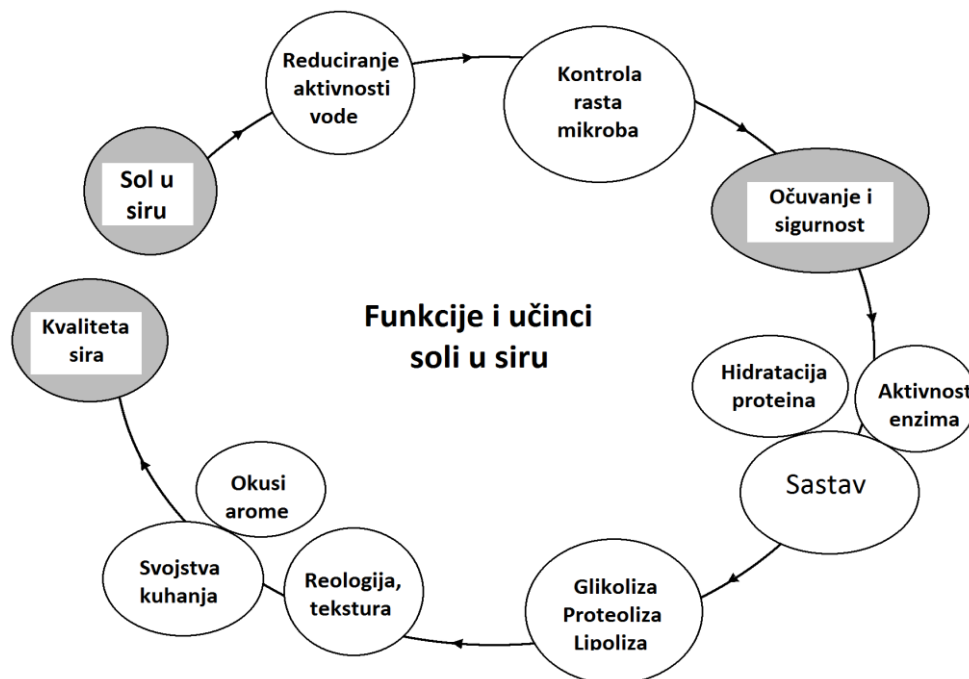 Sol u
siru
Reduciranje
aktivnosti
vode
Kontrola
rasta
mikroba
Očuvanje i
sigurnost
Funkcije i učinci
soli u siru
Hidratacija
proteina
Aktivnost
enzima
Sastav
Glikoliza
Proteoliza
Lipoliza
Reologija,
tekstura
Okusi
arome
Svojstva
kuhanja
Kvaliteta
sira